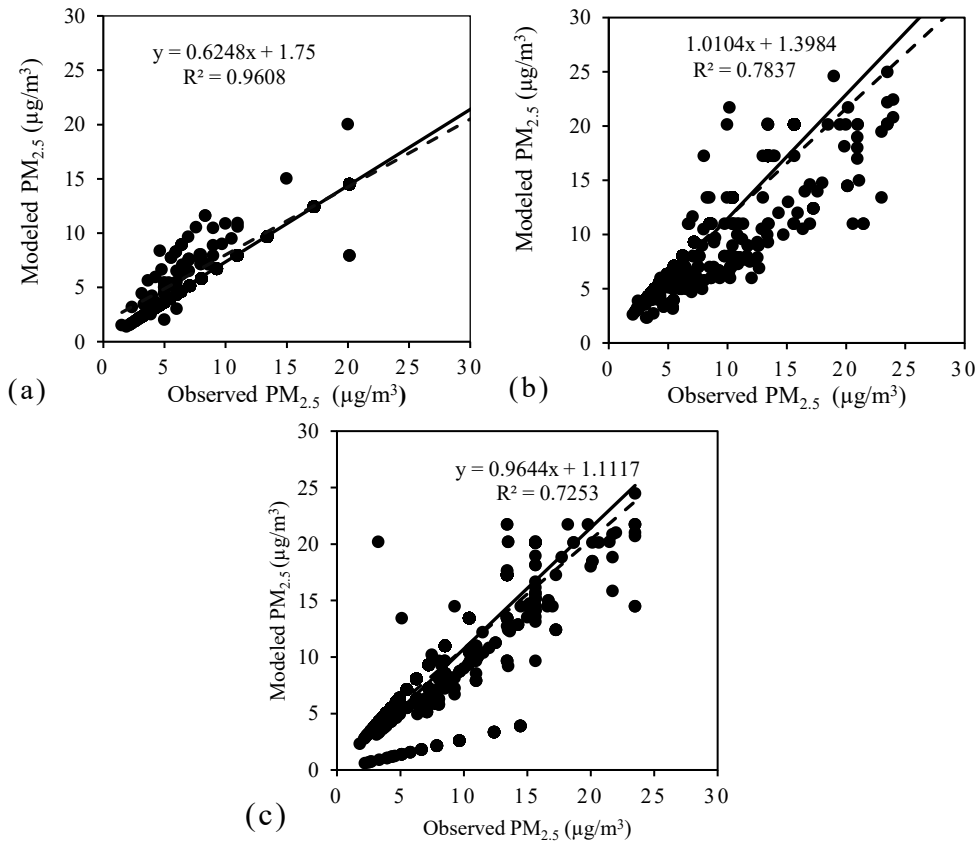 30
25
20
15
10
5
0
Modeled PM2.5 (µg/m³)
y = 0.6248x + 1.75
R² = 0.9608
0 5 10 15 20 25 30
Observed PM2.5 (µg/m³)
(a)
30
25
20
15
10
5
0
Modeled PM2.5 (µg/m³)
1.0104x + 1.3984
R² = 0.7837
0 5 10 15 20 25 30
Observed PM2.5 (µg/m³)
(b)
30
25
20
15
10
5
0
Modeled PM2.5 (µg/m³)
y = 0.9644x + 1.1117
R² = 0.7253
0 5 10 15 20 25 30
Observed PM2.5 (µg/m³)
(c)